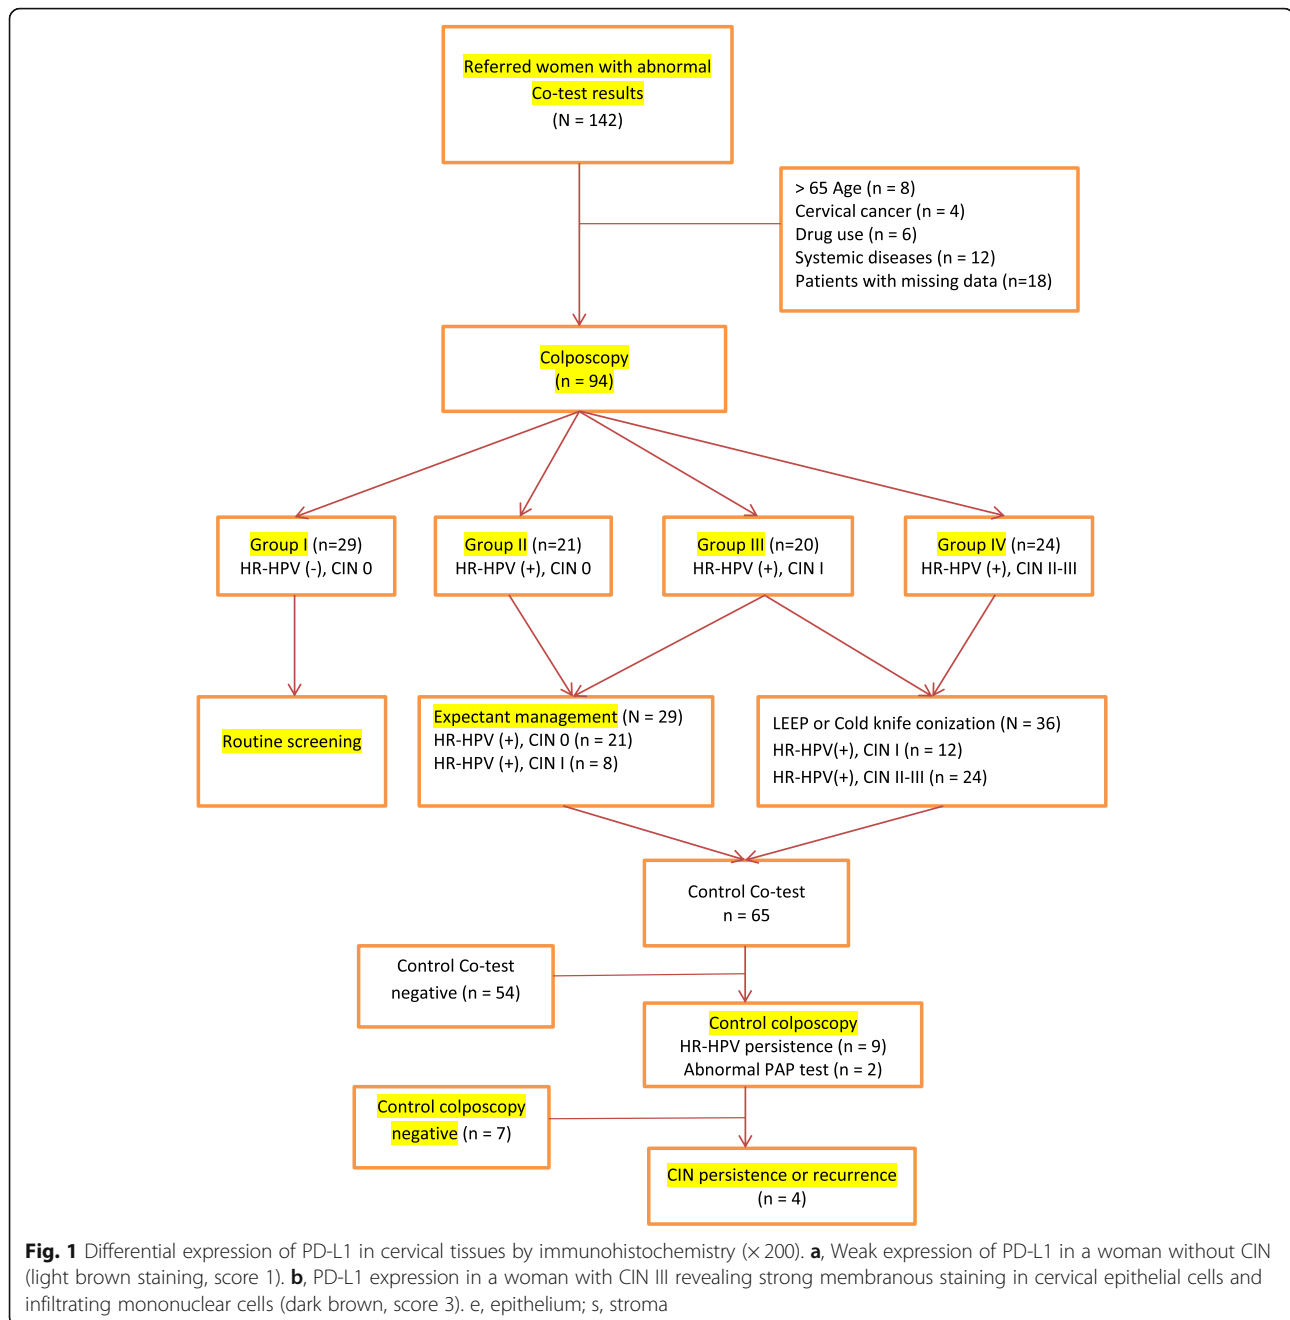 Referred women with abnormal
Co-test results
(N = 142)
> 65 Age (n = 8)
Cervical cancer (n = 4)
Drug use (n = 6)
Systemic diseases (n = 12)
Patients with missing data (n=18)
Colposcopy
(n = 94)
Group I (n=29)
HR-HPV (-), CIN 0
Group II (n=21)
HR-HPV (+), CIN 0
Group III (n=20)
HR-HPV (+), CIN I
Group IV (n=24)
HR-HPV (+), CIN II-III
Routine screening
Expectant management (N = 29)
HR-HPV (+), CIN 0 (n = 21)
HR-HPV (+), CIN I (n = 8)
LEEP or Cold knife conization (N = 36)
HR-HPV(+), CIN I (n = 12)
HR-HPV(+), CIN II-III (n = 24)
Control Co-test
n = 65
Control Co-test
negative (n = 54)
Control colposcopy
HR-HPV persistence (n = 9)
Abnormal PAP test (n = 2)
Control colposcopy
negative (n = 7)
CIN persistence or recurrence
(n = 4)
Fig. 1 Differential expression of PD-L1 in cervical tissues by immunohistochemistry (× 200). a, Weak expression of PD-L1 in a woman without CIN
(light brown staining, score 1). b, PD-L1 expression in a woman with CIN III revealing strong membranous staining in cervical epithelial cells and
infiltrating mononuclear cells (dark brown, score 3). e, epithelium; s, stroma